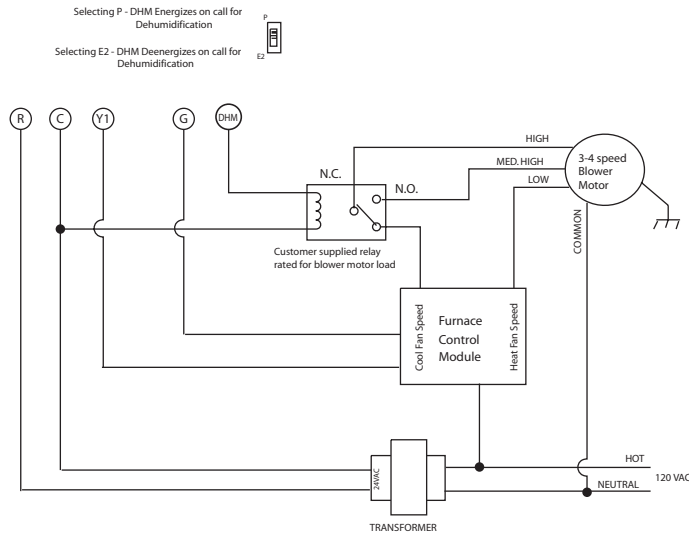 Selecting P - DHM Energizes on call for
Dehumidification
P
Selecting E2 - DHM Deenergizes on call for
Dehumidification
E2
R
C
Y1
G
DHM
HIGH
MED. HIGH
LOW
3-4 speed
Blower
Motor
N.C.
N.O.
COMMON
Customer supplied relay
rated for blower motor load
Cool Fan Speed
Furnace
Control
Module
Heat Fan Speed
24VAC
HOT
120 VAC
NEUTRAL
TRANSFORMER